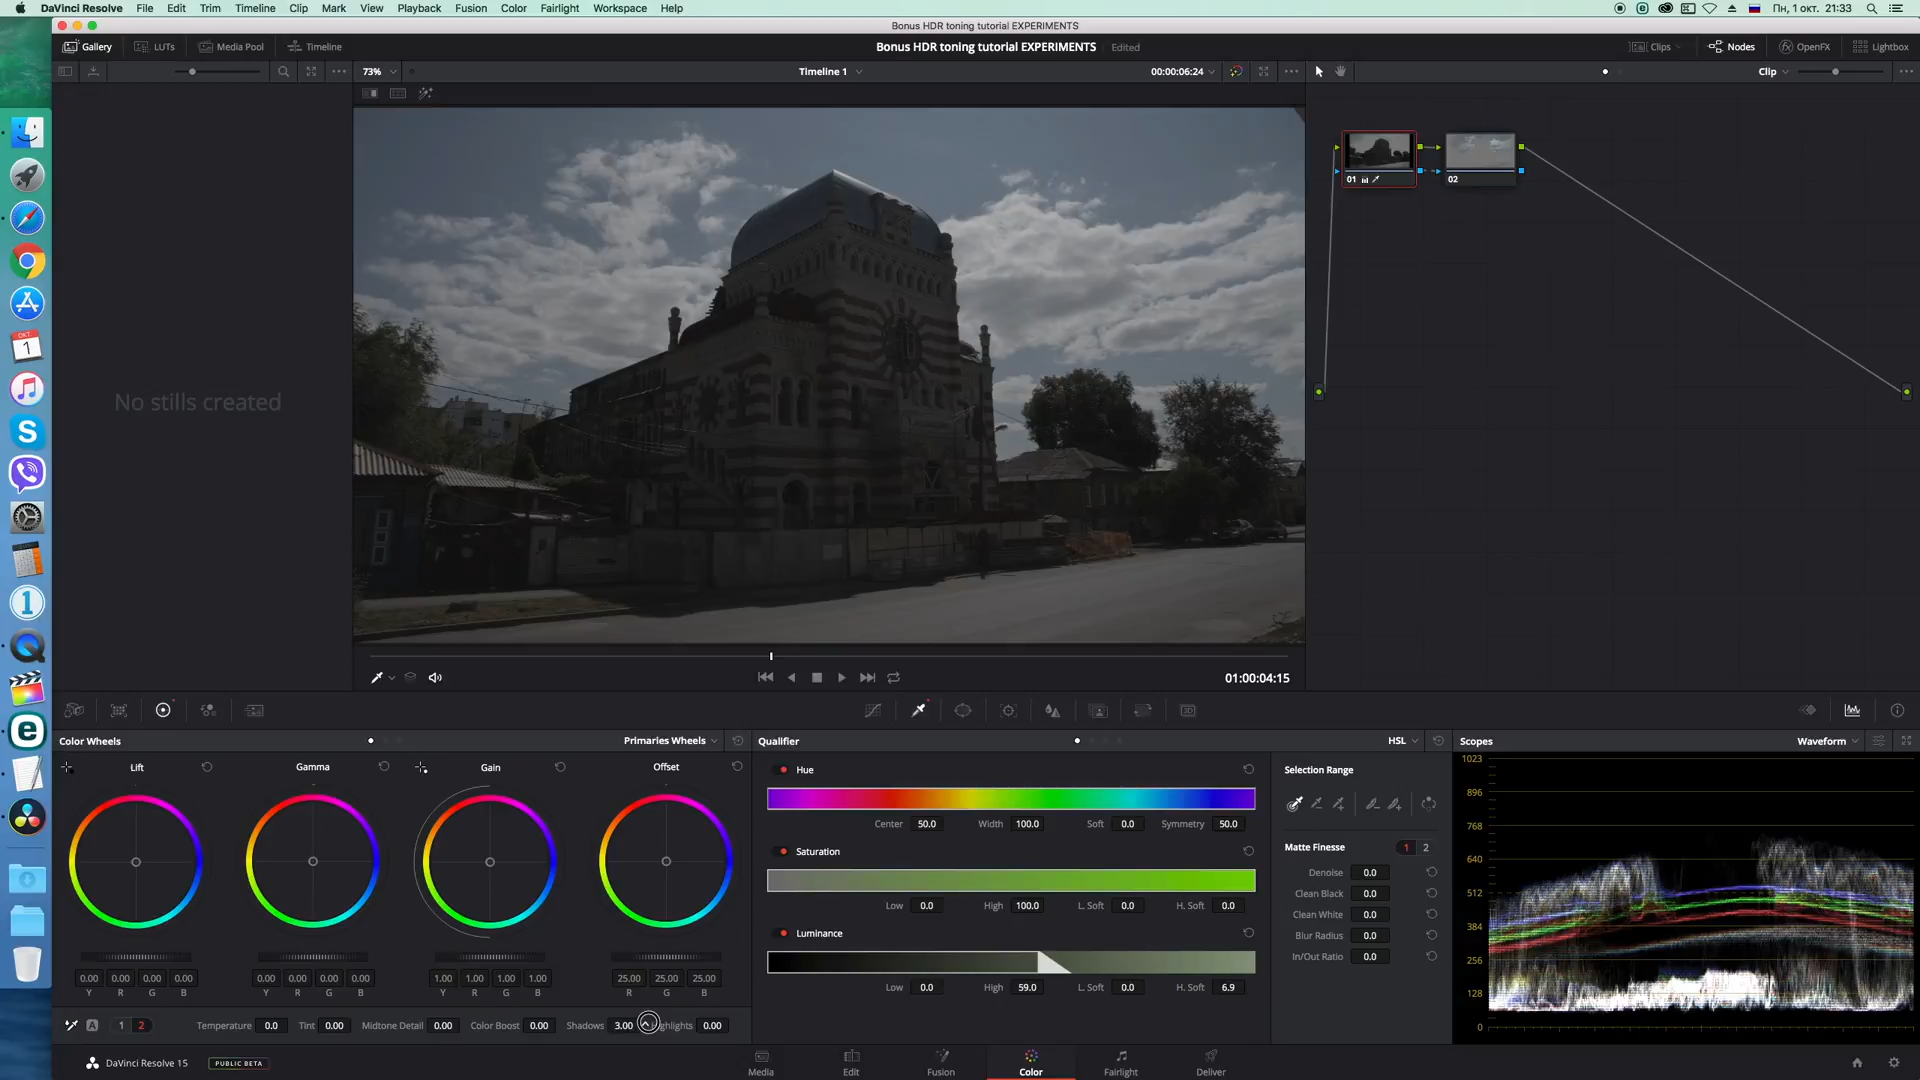 DaVinci Resolve File Edit Trim Timeline Clip Mark View Playback Fusion Color Fairlight Workspace Help Пн, 1 окт. 21:33
Bonus HDR toning tutorial EXPERIMENTS
Gallery LUTs Media Pool Timeline Bonus HDR toning tutorial EXPERIMENTS Edited Clips Nodes OpenFX Lightbox
73% Timeline 1 00:00:06:24 Clip
01 02
No stills created
01:00:04:15
Color Wheels Primaries Wheels Qualifier HSL Scopes Waveform
Lift Gamma Gain Offset
Hue
Center 50.0 Width 100.0 Soft 0.0 Symmetry 50.0
Saturation
Low 0.0 High 100.0 L. Soft 0.0 H. Soft 0.0
Luminance
Low 0.0 High 59.0 L. Soft 0.0 H. Soft 6.9
Selection Range
Matte Finesse 1 2
Denoise 0.0
Clean Black 0.0
Clean White 0.0
Blur Radius 0.0
In/Out Ratio 0.0
1023
896
768
640
512
384
256
128
0
0.00 0.00 0.00 0.00 0.00 0.00 0.00 0.00 1.00 1.00 1.00 1.00 25.00 25.00 25.00
Y R G B Y R G B Y R G B R G B
A 1 2 Temperature 0.0 Tint 0.00 Midtone Detail 0.00 Color Boost 0.00 Shadows 3.00 0.00
DaVinci Resolve 15 PUBLIC BETA
Media Edit Fusion Color Fairlight Deliver
ОКТ.
1
1